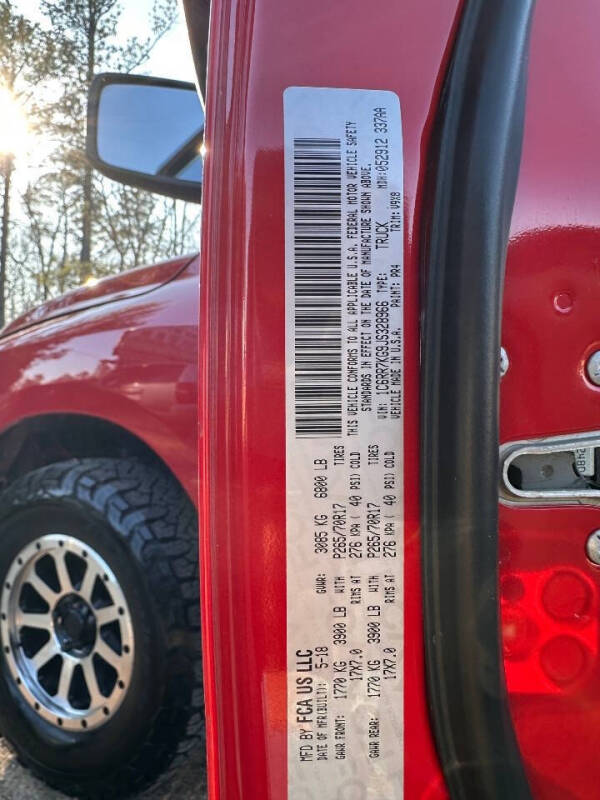 MFD BY FCA US LLC
DATE OF MFR(BUILT): 5-18 GVWR: 3085 KG 6800 LB
GAWR FRONT: 1770 KG 3900 LB WITH P265/70R17 TIRES
17X7.0 RIMS AT 276 KPA ( 40 PSI) COLD
GAWR REAR: 1770 KG 3900 LB WITH P265/70R17 TIRES
17X7.0 RIMS AT 276 KPA ( 40 PSI) COLD
THIS VEHICLE CONFORMS TO ALL APPLICABLE U.S.A. FEDERAL MOTOR VEHICLE SAFETY
STANDARDS IN EFFECT ON THE DATE OF MANUFACTURE SHOWN ABOVE.
VIN: 1C6RR7KG9JS328966 TYPE: TRUCK MDH:052912 337AA
VEHICLE MADE IN U.S.A. PAINT: PR4 TRIM: V9X8